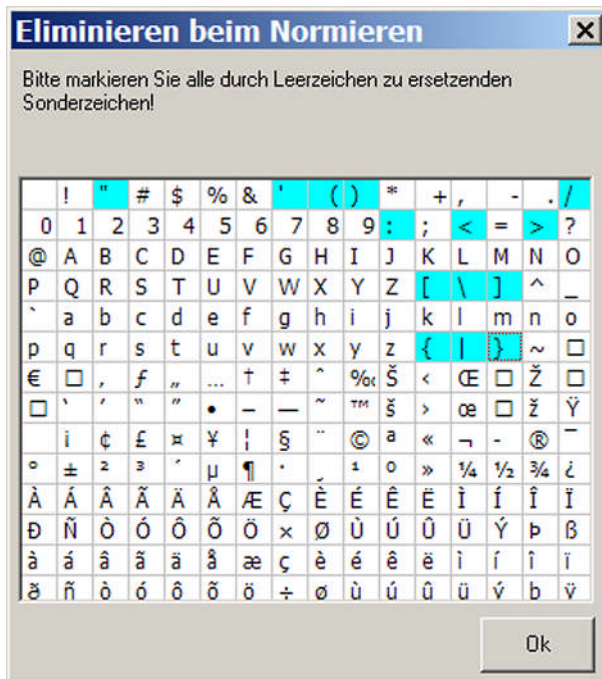 Eliminieren beim Normieren
Bitte markieren Sie alle durch Leerzeichen zu ersetzenden
Sonderzeichen!
! " # $ % & ' ( ) * + , - . /
0 1 2 3 4 5 6 7 8 9 : ; < = > ?
@ A B C D E F G H I J K L M N O
P Q R S T U V W X Y Z [ \ ] ^ _
` a b c d e f g h i j k l m n o
p q r s t u v w x y z { | } ~ □
€ □ ‚ ƒ „ … † ‡ ˆ ‰ Š ‹ Œ □ Ž □
□ ‘ ’ “ ” • – — ˜ ™ š › œ □ ž Ÿ
¡ ¢ £ ¤ ¥ ¦ § ¨ © ª « ¬ - ® ¯
° ± ² ³ ´ µ ¶ · ¸ ¹ º » ¼ ½ ¾ ¿
À Á Â Ã Ä Å Æ Ç È É Ê Ë Ì Í Î Ï
Ð Ñ Ò Ó Ô Õ Ö × Ø Ù Ú Û Ü Ý Þ ß
à á â ã ä å æ ç è é ê ë ì í î ï
ð ñ ò ó ô õ ö ÷ ø ù ú û ü ý þ ÿ
Ok